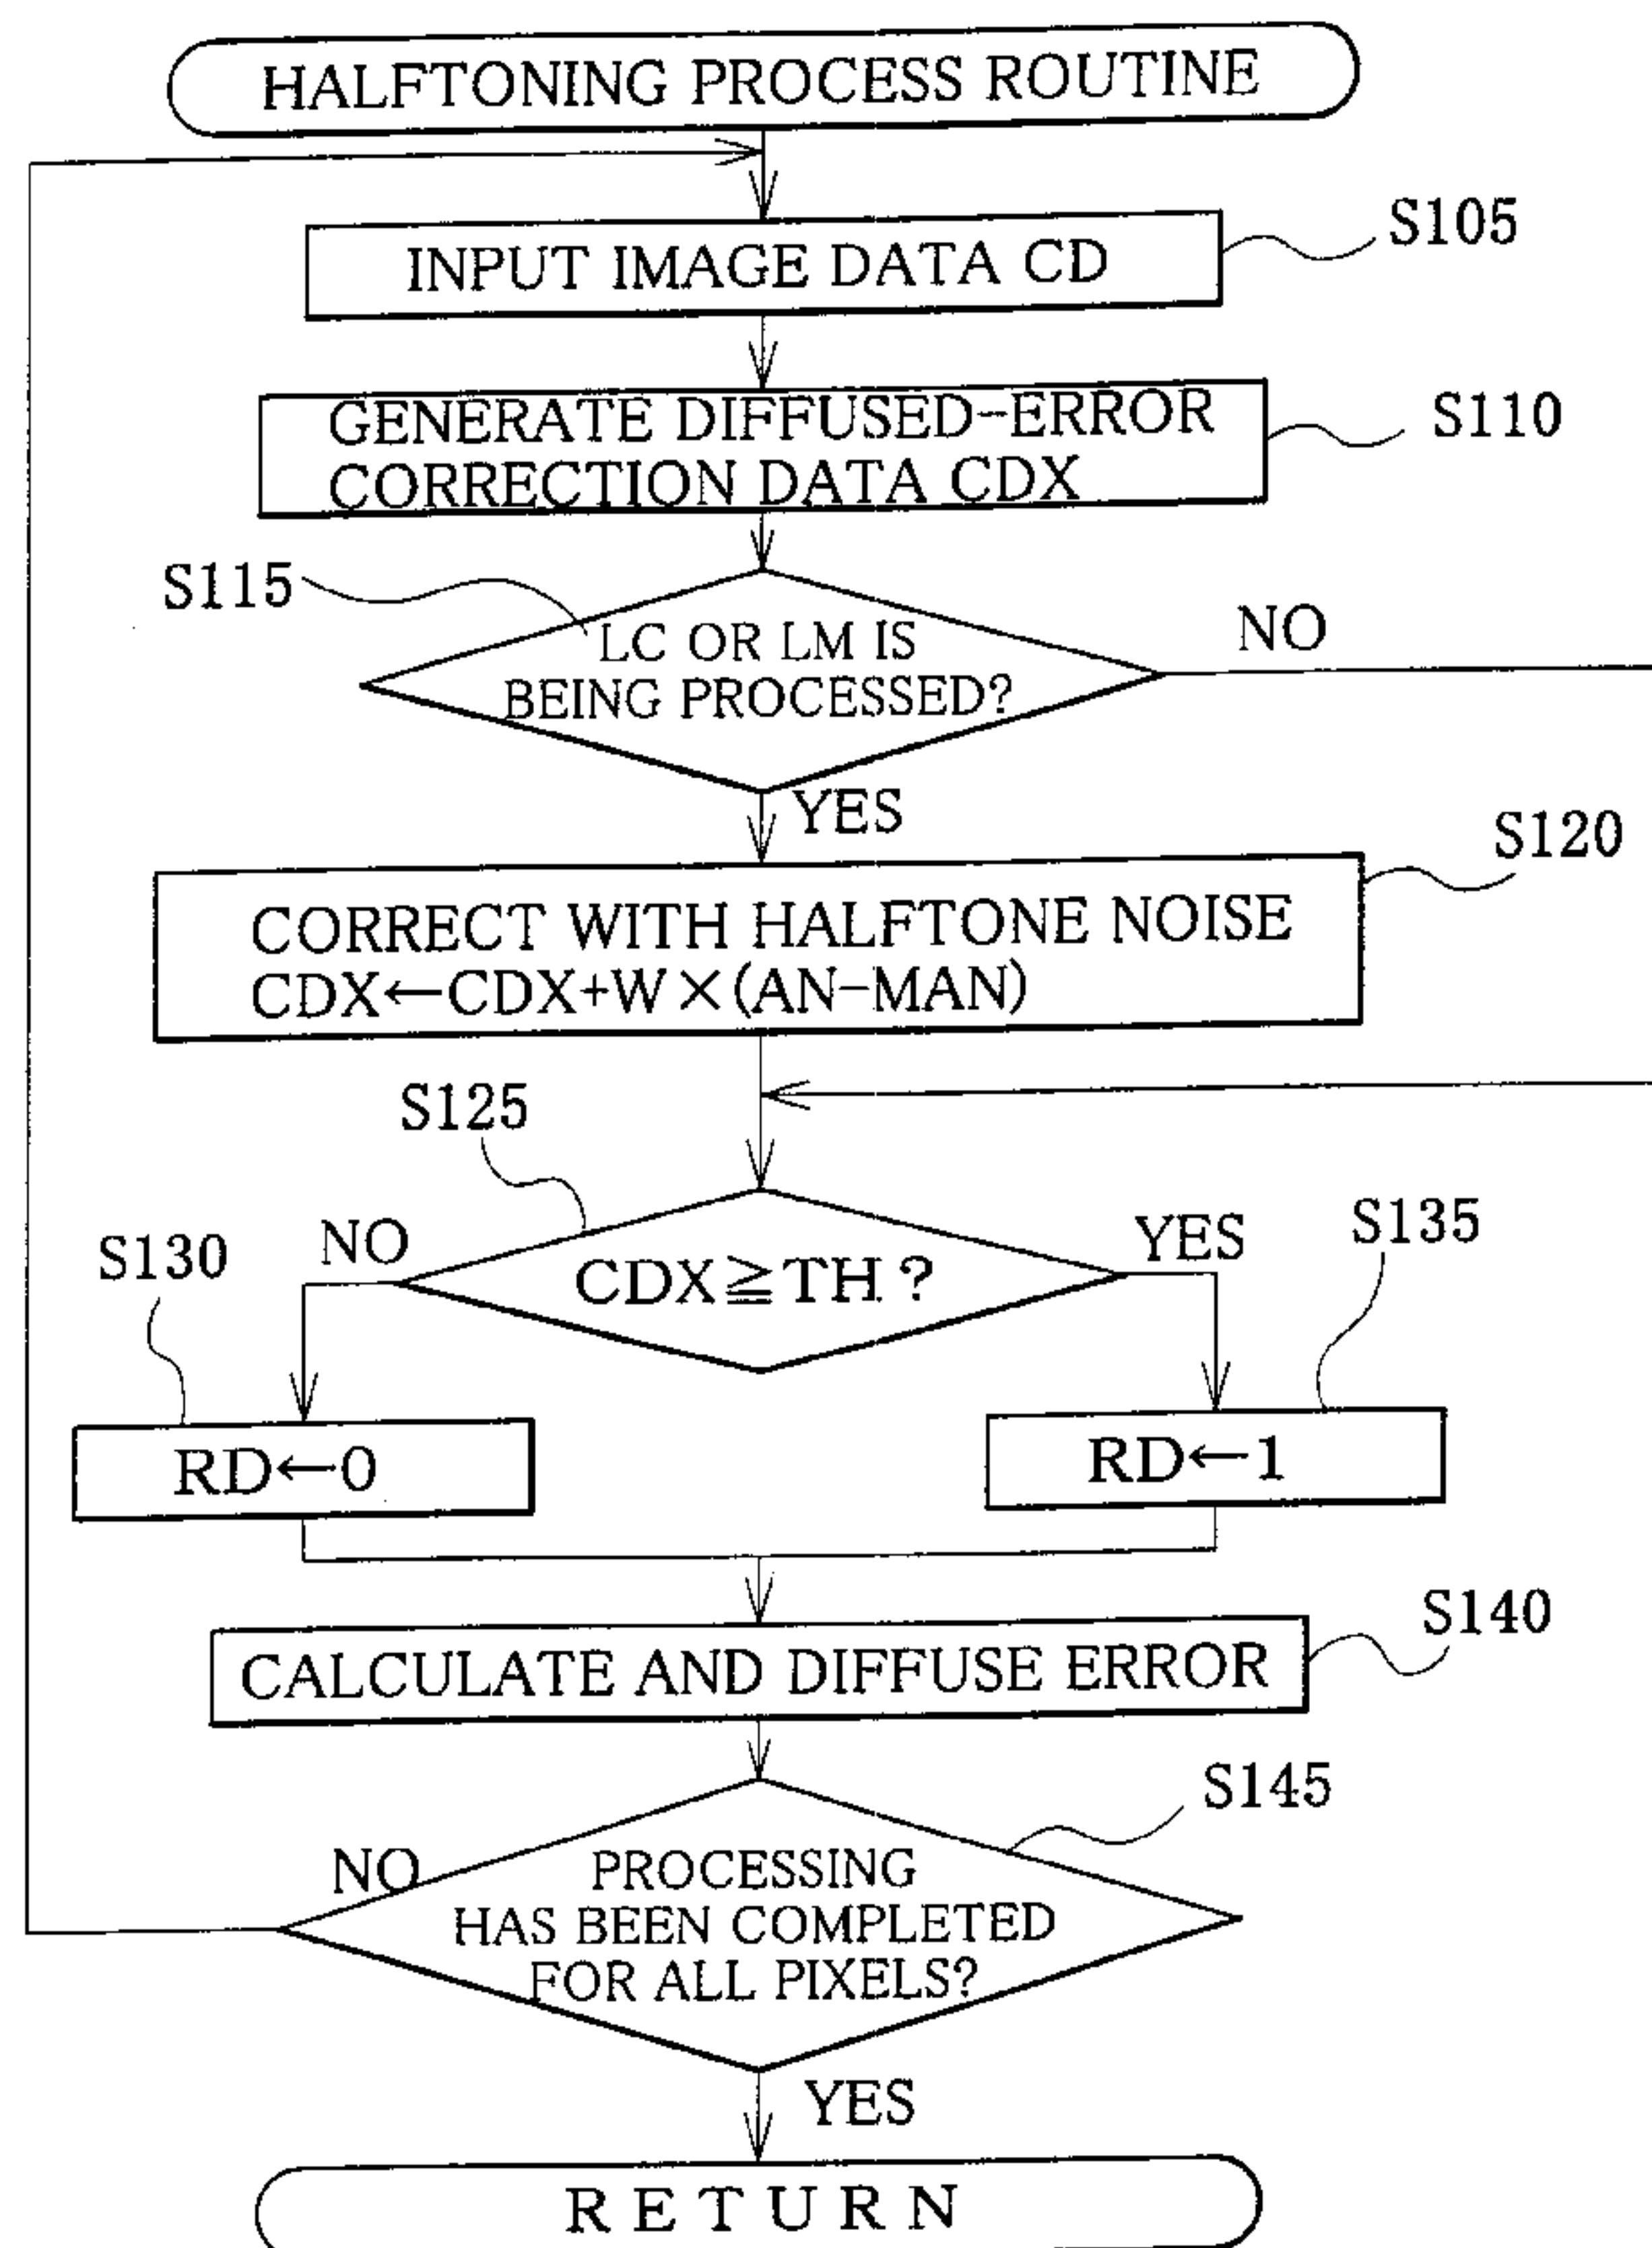 HALFTONING PROCESS ROUTINE
S105
INPUT IMAGE DATA CD
S110
GENERATE DIFFUSED-ERROR
CORRECTION DATA CDX
S115
LC OR LM IS
BEING PROCESSED?
NO
YES
S120
CORRECT WITH HALFTONE NOISE
CDX←CDX+W×(AN-MAN)
S125
NO
YES
S130
S135
CDX≧TH?
RD←0
RD←1
S140
CALCULATE AND DIFFUSE ERROR
S145
NO
PROCESSING
HAS BEEN COMPLETED
FOR ALL PIXELS?
YES
RETURN